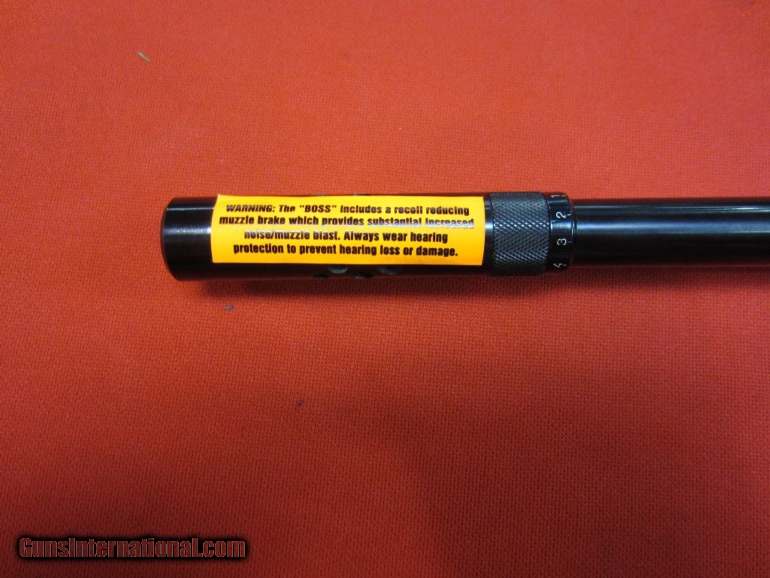 WARNING: The "BOSS" includes a recoil reducing
muzzle brake which provides substantial increased
noise/muzzle blast. Always wear hearing
protection to prevent hearing loss or damage.
1
2
3
4
GunsInternational.com